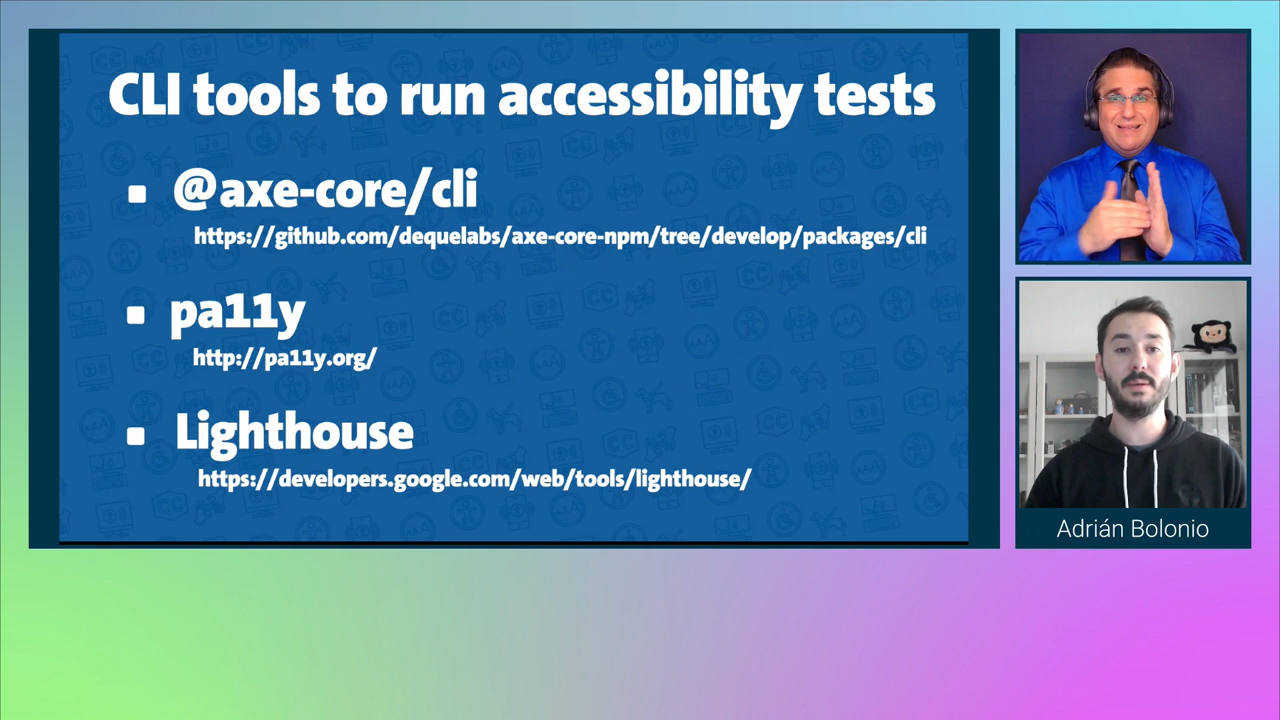 CLI tools to run accessibility tests
@axe-core/cli
https://github.com/dequelabs/axe-core-npm/tree/develop/packages/cli
pa11y
http://pa11y.org/
Lighthouse
https://developers.google.com/web/tools/lighthouse/
Adrián Bolonio